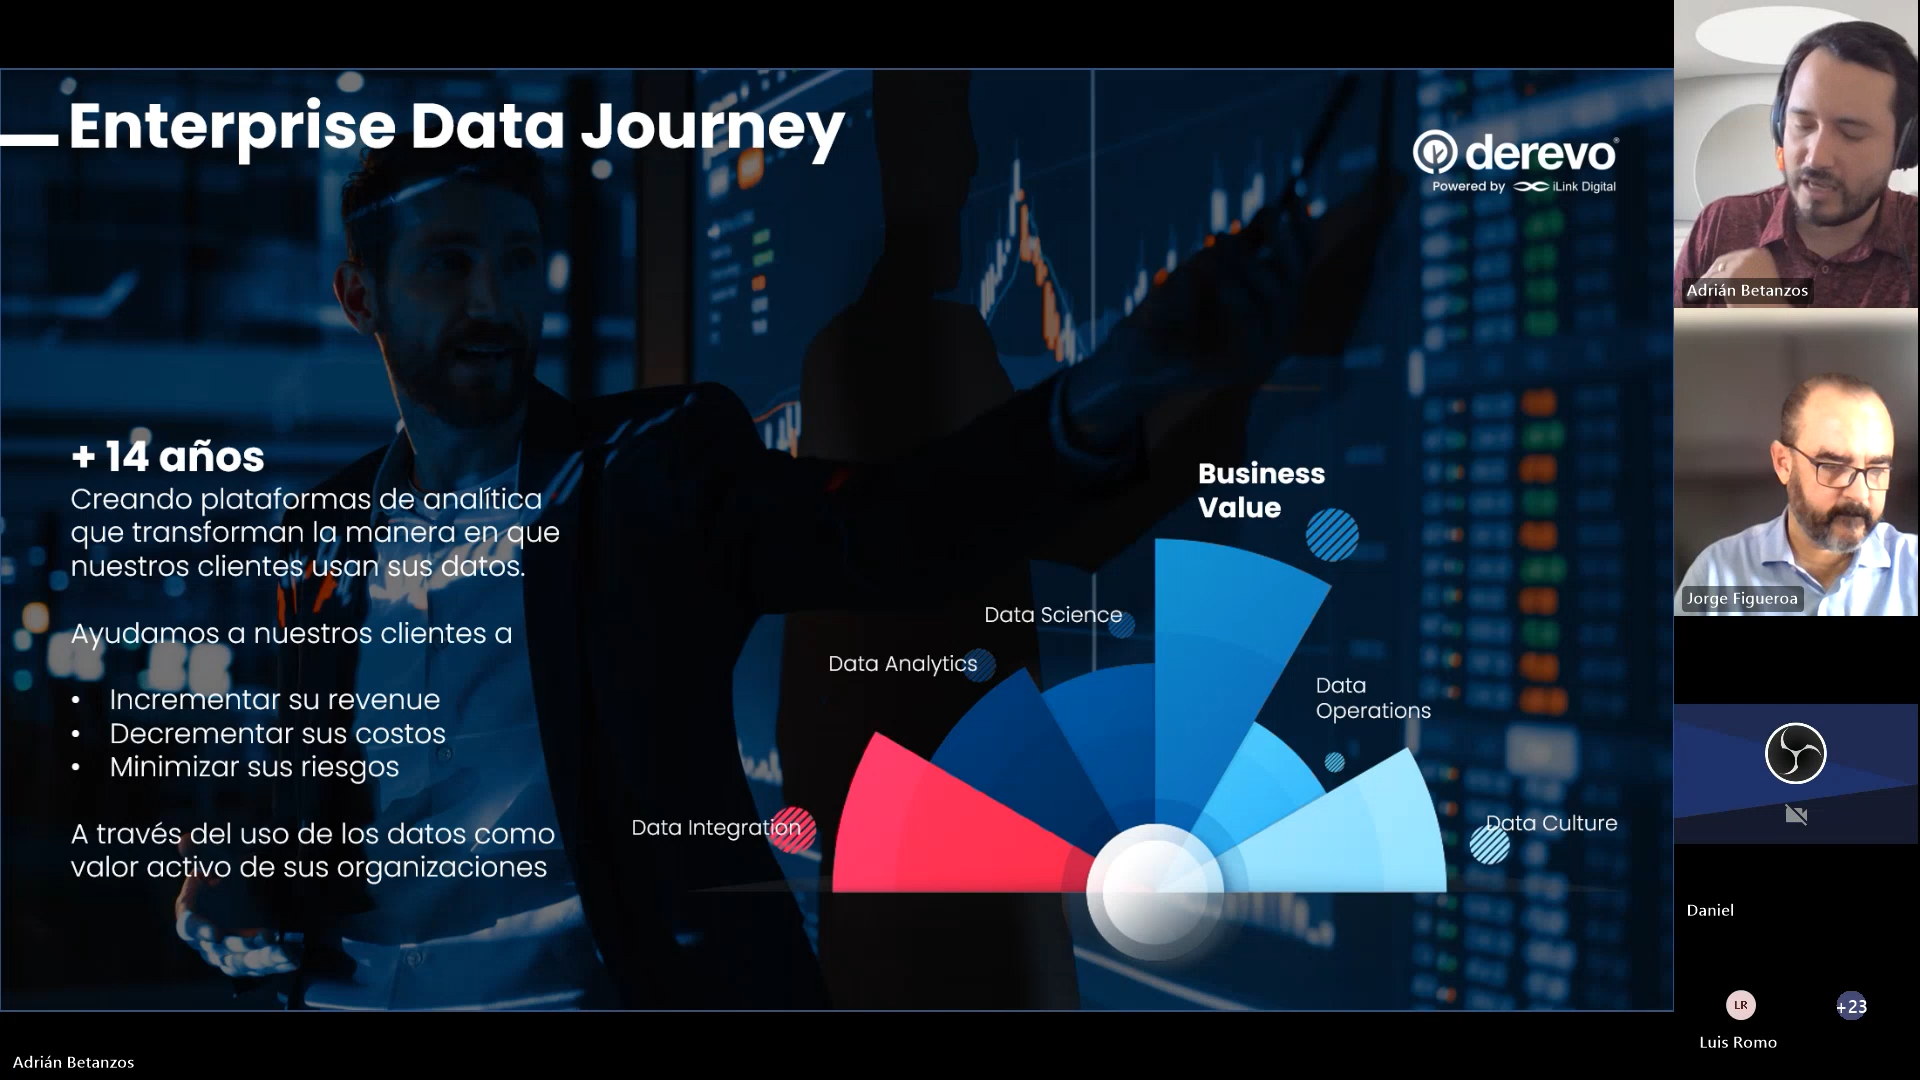 Enterprise Data Journey
derevo
Powered by iLink Digital
+ 14 años
Creando plataformas de analítica
que transforman la manera en que
nuestros clientes usan sus datos.
Ayudamos a nuestros clientes a
• Incrementar su revenue
• Decrementar sus costos
• Minimizar sus riesgos
A través del uso de los datos como
valor activo de sus organizaciones
Business
Value
Data Science
Data Analytics
Data Integration
Data
Operations
Data Culture
Adrián Betanzos
Jorge Figueroa
Daniel
LR
+23
Luis Romo
Adrián Betanzos